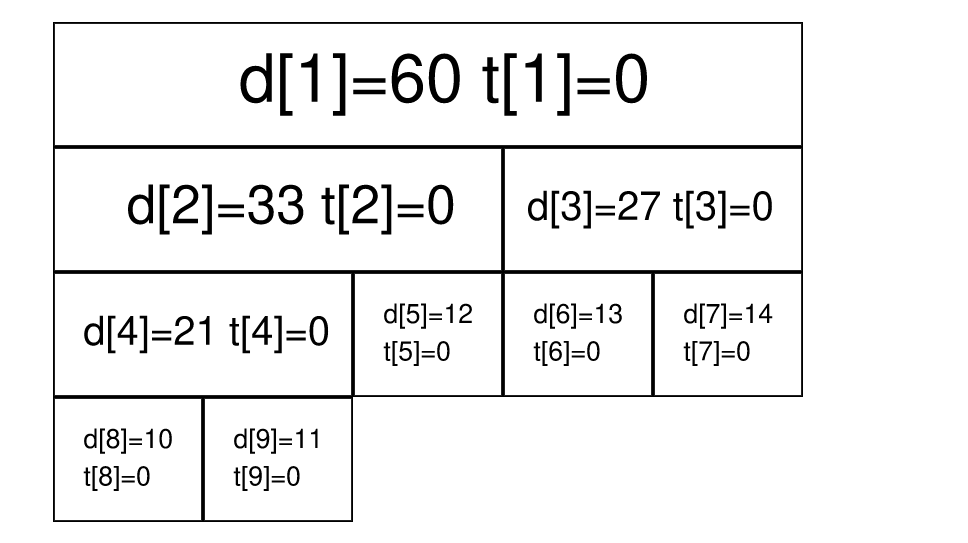 d[1]=60 t[1]=0
d[2]=33 t[2]=0
d[3]=27 t[3]=0
d[4]=21 t[4]=0
d[5]=12
t[5]=0
d[6]=13
t[6]=0
d[7]=14
t[7]=0
d[8]=10
t[8]=0
d[9]=11
t[9]=0